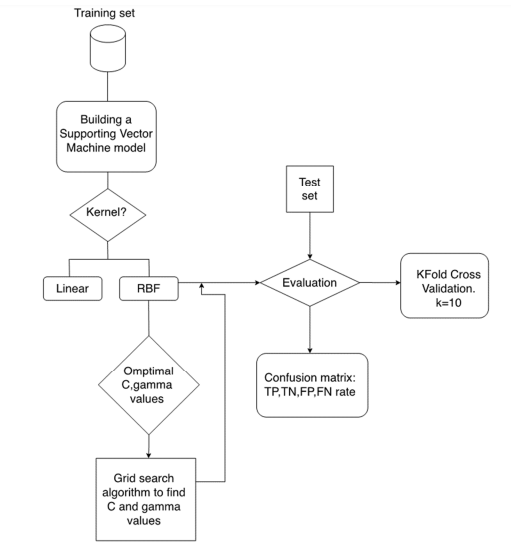 Training set
Building a
Supporting Vector
Machine model
Kernel?
Linear
RBF
Test
set
Evaluation
KFold Cross
Validation.
k=10
Omptimal
C,gamma
values
Confusion matrix:
TP,TN,FP,FN rate
Grid search
algorithm to find
C and gamma
values